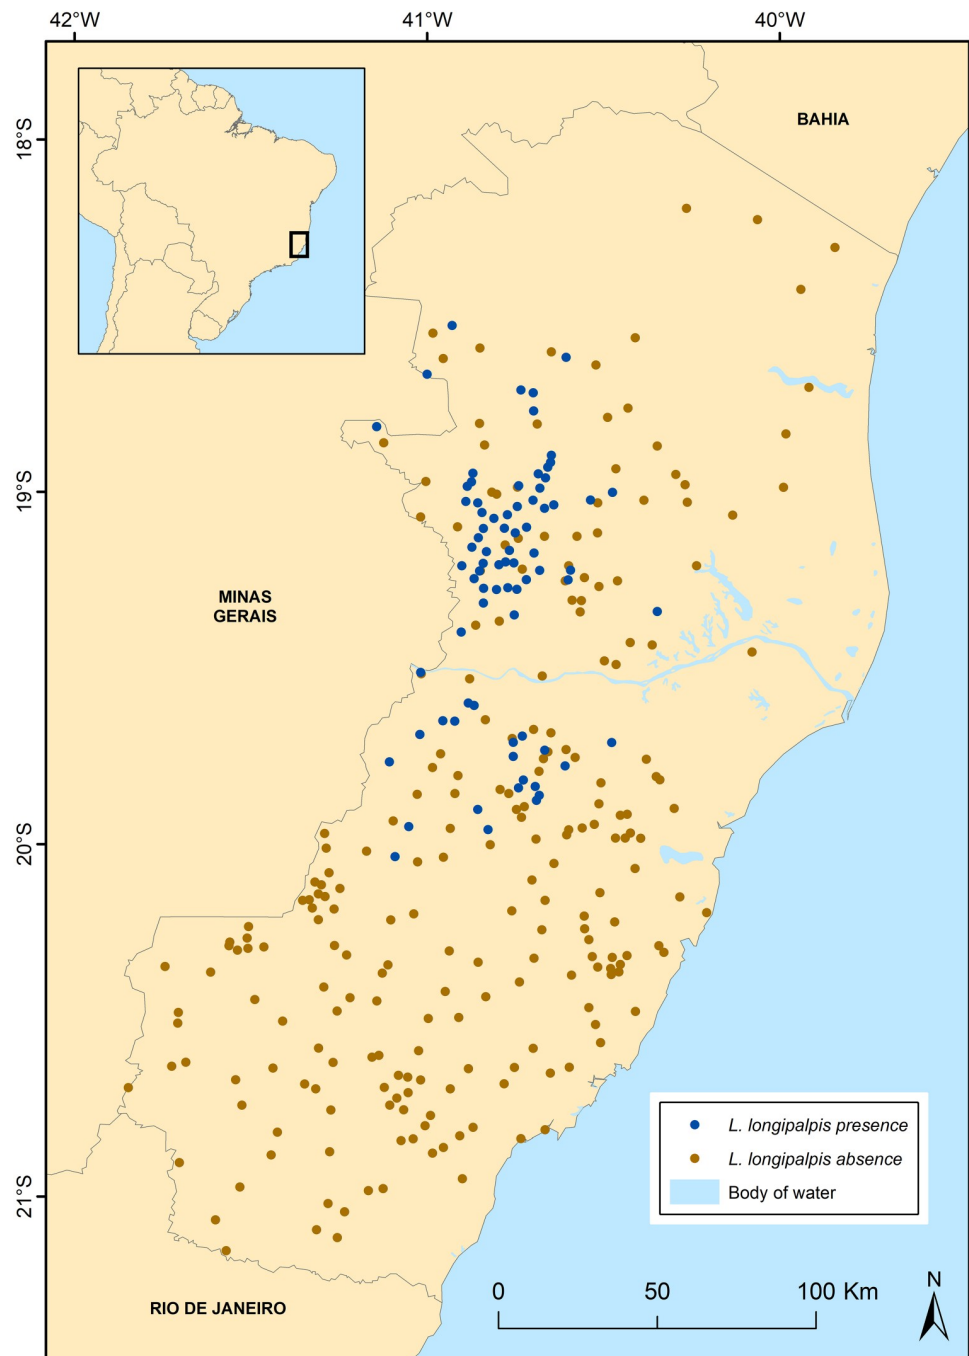 42°W 41°W 40°W
18°S
BAHIA
19°S
MINAS
GERAIS
20°S
L. longipalpis presence
L. longipalpis absence
Body of water
21°S
RIO DE JANEIRO
0 50 100 Km
N